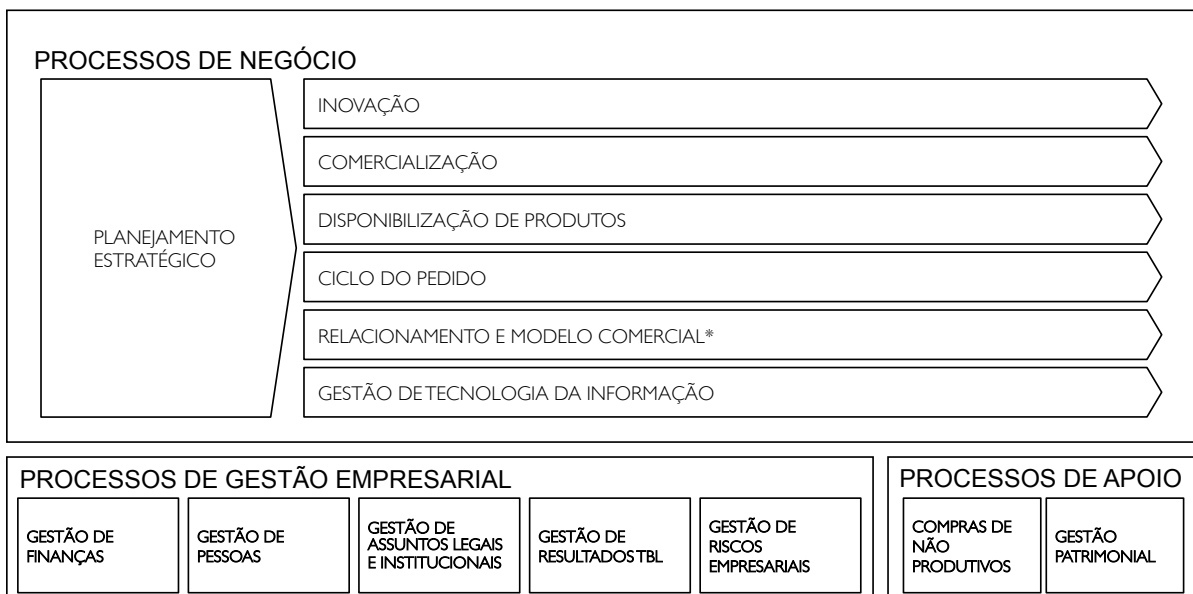 PROCESSOS DE NEGÓCIO
PLANEJAMENTO
ESTRATÉGICO
INOVAÇÃO
COMERCIALIZAÇÃO
DISPONIBILIZAÇÃO DE PRODUTOS
CICLO DO PEDIDO
RELACIONAMENTO E MODELO COMERCIAL*
GESTÃO DE TECNOLOGIA DA INFORMAÇÃO
PROCESSOS DE GESTÃO EMPRESARIAL
GESTÃO DE
FINANÇAS
GESTÃO DE
PESSOAS
GESTÃO DE
ASSUNTOS LEGAIS
E INSTITUCIONAIS
GESTÃO DE
RESULTADOS TBL
GESTÃO DE
RISCOS
EMPRESARIAIS
PROCESSOS DE APOIO
COMPRAS DE
NÃO
PRODUTIVOS
GESTÃO
PATRIMONIAL